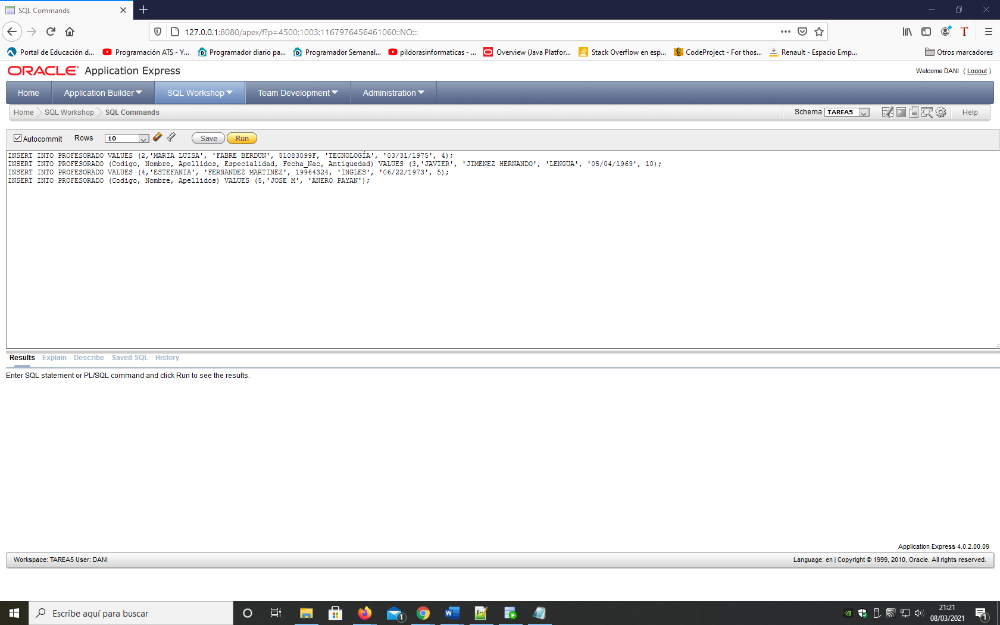 SQL Commands
127.0.0.1:8080/apex/f?p=4500:1003:1167976456461060::NO:::
Portal de Educación d... Programación ATS - Y... Programador diario pa... Programador Semanal... pildorasinformaticas - ... Overview (Java Platfor... Stack Overflow en esp... CodeProject - For thos... Renault - Espacio Emp... Otros marcadores
ORACLE Application Express Welcome DANI ( Logout )
Home Application Builder SQL Workshop Team Development Administration
Home SQL Workshop SQL Commands Schema TAREA5 Help
Autocommit Rows 10 Save Run
INSERT INTO PROFESORADO VALUES (2,'MARIA LUISA', 'FABRE BERDUN', 51083099F, 'TECNOLOGÍA', '03/31/1975', 4);
INSERT INTO PROFESORADO (Codigo, Nombre, Apellidos, Especialidad, Fecha_Nac, Antiguedad) VALUES (3,'JAVIER', 'JIMENEZ HERNANDO', 'LENGUA', '05/04/1969', 10);
INSERT INTO PROFESORADO VALUES (4,'ESTEFANIA', 'FERNANDEZ MARTINEZ', 19964324, 'INGLES', '06/22/1973', 5);
INSERT INTO PROFESORADO (Codigo, Nombre, Apellidos) VALUES (5,'JOSE M', 'ANERO PAYAN');
Results Explain Describe Saved SQL History
Enter SQL statement or PL/SQL command and click Run to see the results.
Application Express 4.0.2.00.09
Workspace: TAREA5 User: DANI Language: en | Copyright © 1999, 2010, Oracle. All rights reserved.
Escribe aquí para buscar
1
21:21
08/03/2021
1